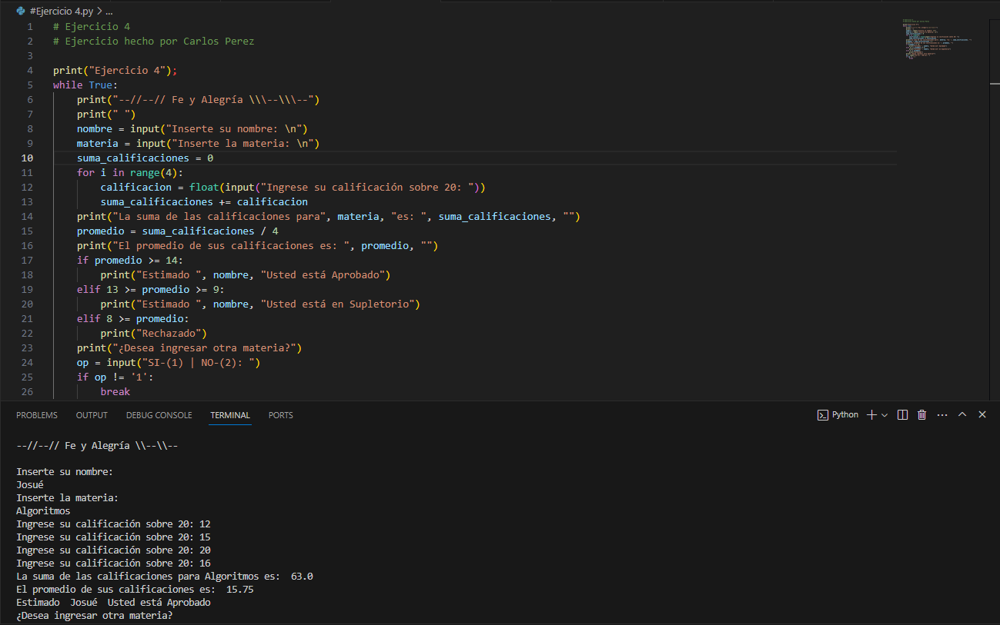 #Ejercicio 4.py > ...
1 # Ejercicio 4
2 # Ejercicio hecho por Carlos Perez
3
4 print("Ejercicio 4");
5 while True:
6     print("--//--// Fe y Alegría \\\--\\\--")
7     print(" ")
8     nombre = input("Inserte su nombre: \n")
9     materia = input("Inserte la materia: \n")
10     suma_calificaciones = 0
11     for i in range(4):
12         calificacion = float(input("Ingrese su calificación sobre 20: "))
13         suma_calificaciones += calificacion
14     print("La suma de las calificaciones para", materia, "es: ", suma_calificaciones, "")
15     promedio = suma_calificaciones / 4
16     print("El promedio de sus calificaciones es: ", promedio, "")
17     if promedio >= 14:
18         print("Estimado ", nombre, "Usted está Aprobado")
19     elif 13 >= promedio >= 9:
20         print("Estimado ", nombre, "Usted está en Supletorio")
21     elif 8 >= promedio:
22         print("Rechazado")
23     print("¿Desea ingresar otra materia?")
24     op = input("SI-(1) | NO-(2): ")
25     if op != '1':
26         break
PROBLEMS OUTPUT DEBUG CONSOLE TERMINAL PORTS Python
--//--// Fe y Alegría \\--\\--
Inserte su nombre:
Josué
Inserte la materia:
Algoritmos
Ingrese su calificación sobre 20: 12
Ingrese su calificación sobre 20: 15
Ingrese su calificación sobre 20: 20
Ingrese su calificación sobre 20: 16
La suma de las calificaciones para Algoritmos es:  63.0
El promedio de sus calificaciones es:  15.75
Estimado  Josué  Usted está Aprobado
¿Desea ingresar otra materia?